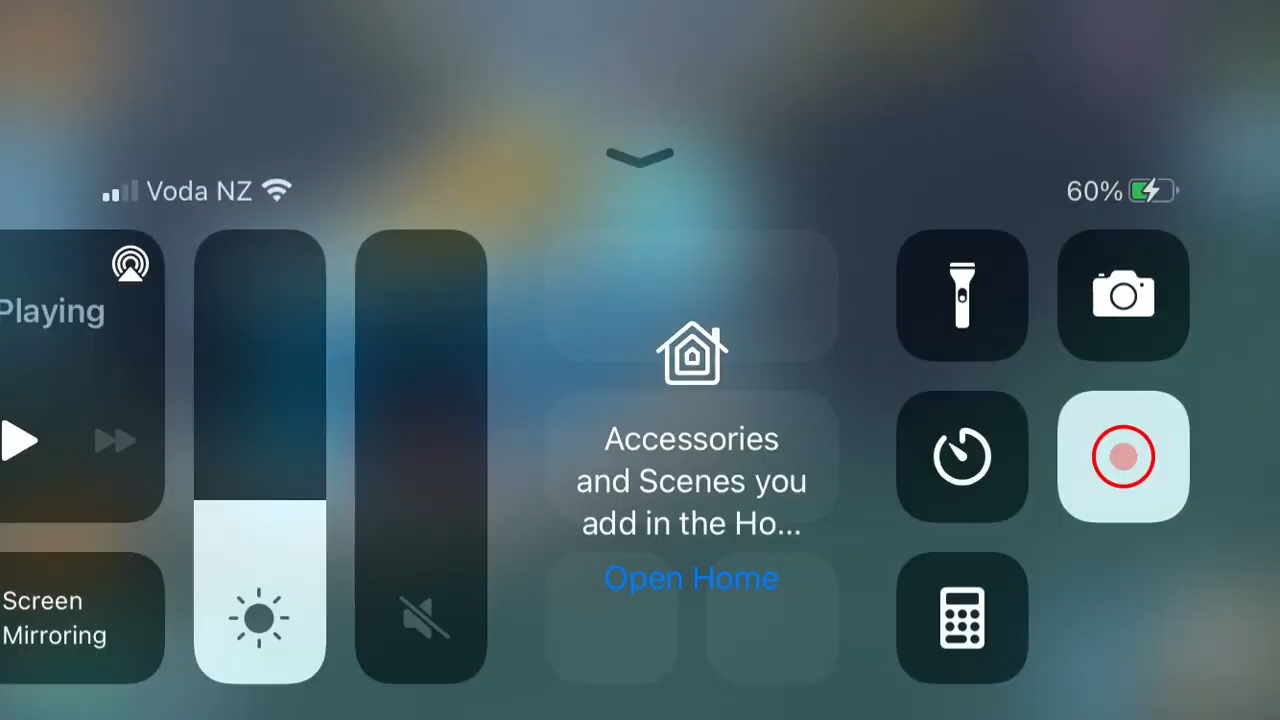 Voda NZ
60%
Playing
Accessories
and Scenes you
add in the Ho...
Open Home
Screen
Mirroring